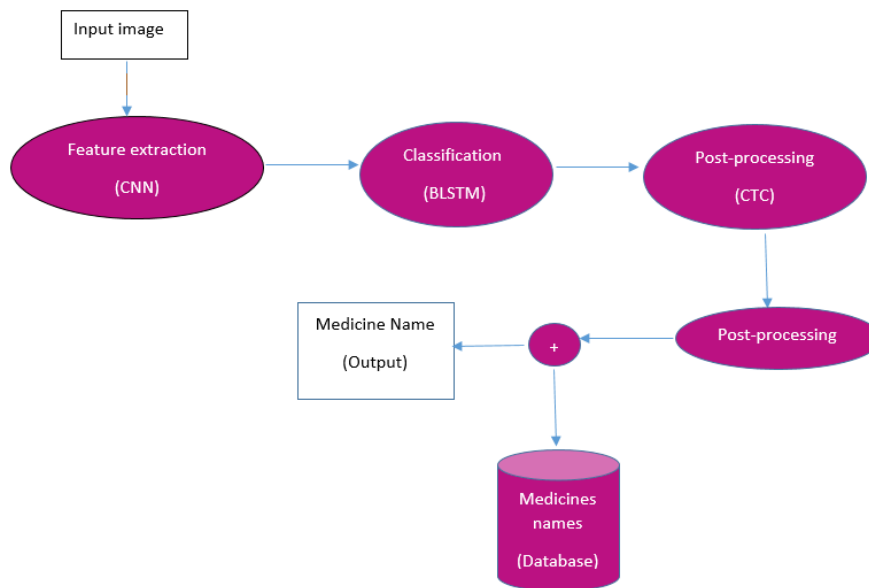 Input image
Feature extraction
(CNN)
Classification
(BLSTM)
Post-processing
(CTC)
Post-processing
+
Medicine Name
(Output)
Medicines
names
(Database)